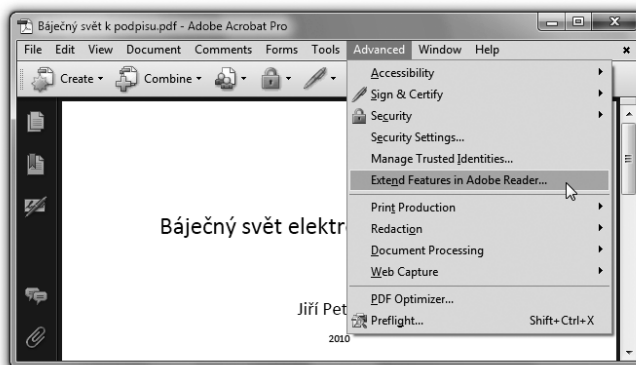 Báječný svět k podpisu.pdf - Adobe Acrobat Pro
File Edit View Document Comments Forms Tools Advanced Window Help
Create Combine
Accessibility
Sign & Certify
Security
Security Settings...
Manage Trusted Identities...
Extend Features in Adobe Reader...
Print Production
Redaction
Document Processing
Web Capture
PDF Optimizer...
Preflight... Shift+Ctrl+X
Báječný svět elektr
Jiří Pet
2010